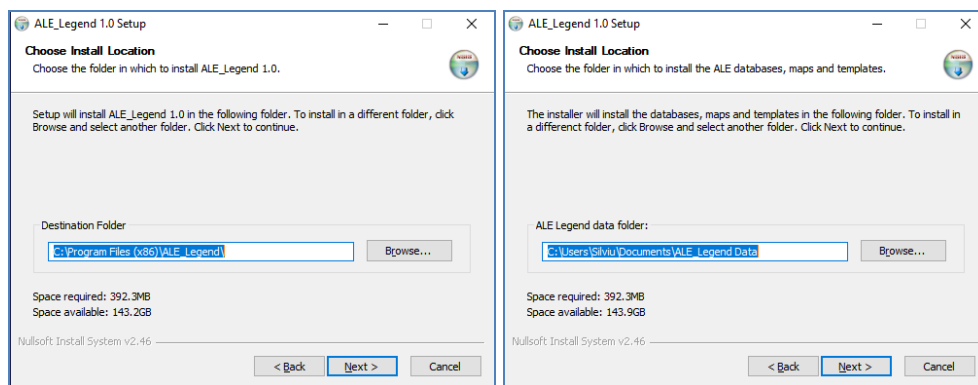 ALE_Legend 1.0 Setup
Choose Install Location
Choose the folder in which to install ALE_Legend 1.0.
Setup will install ALE_Legend 1.0 in the following folder. To install in a different folder, click
Browse and select another folder. Click Next to continue.
Destination Folder
C:\Program Files (x86)\ALE_Legend\
Browse...
Space required: 392.3MB
Space available: 143.2GB
Nullsoft Install System v2.46
< Back
Next >
Cancel
ALE_Legend 1.0 Setup
Choose Install Location
Choose the folder in which to install the ALE databases, maps and templates.
The installer will install the databases, maps and templates in the following folder. To install in
a differenct folder, click Browse and select another folder. Click Next to continue.
ALE Legend data folder:
C:\Users\Silviu\Documents\ALE_Legend Data
Browse...
Space required: 392.3MB
Space available: 143.9GB
Nullsoft Install System v2.46
< Back
Next >
Cancel